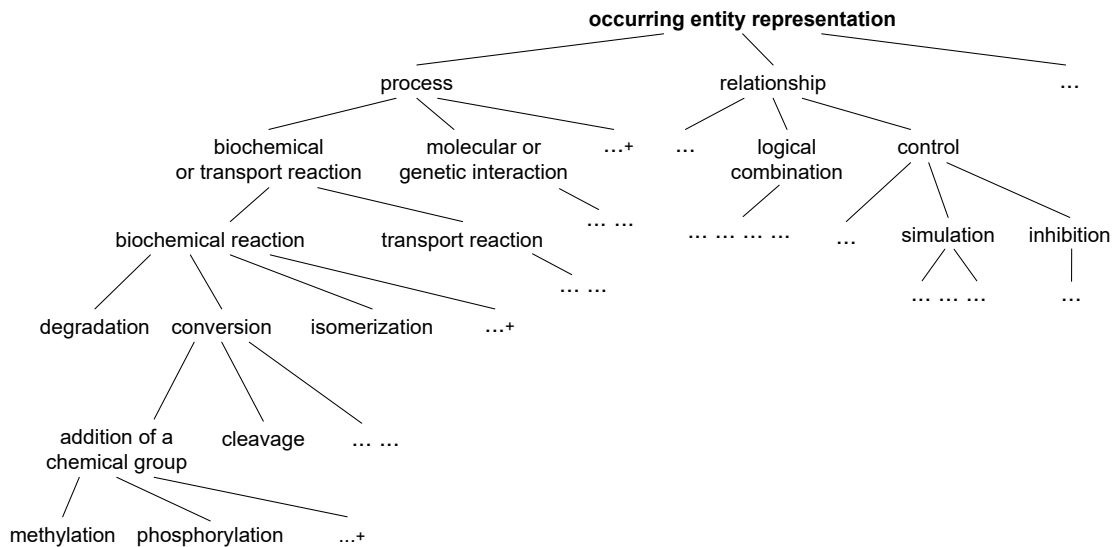 occurring entity representation
process
relationship
...
biochemical
or transport reaction
molecular or
genetic interaction
...+
...
logical
combination
control
... ...
biochemical reaction
transport reaction
... ... ... ...
...
simulation
inhibition
... ...
... ... ...
...
degradation
conversion
isomerization
...+
addition of a
chemical group
cleavage
... ...
methylation
phosphorylation
...+